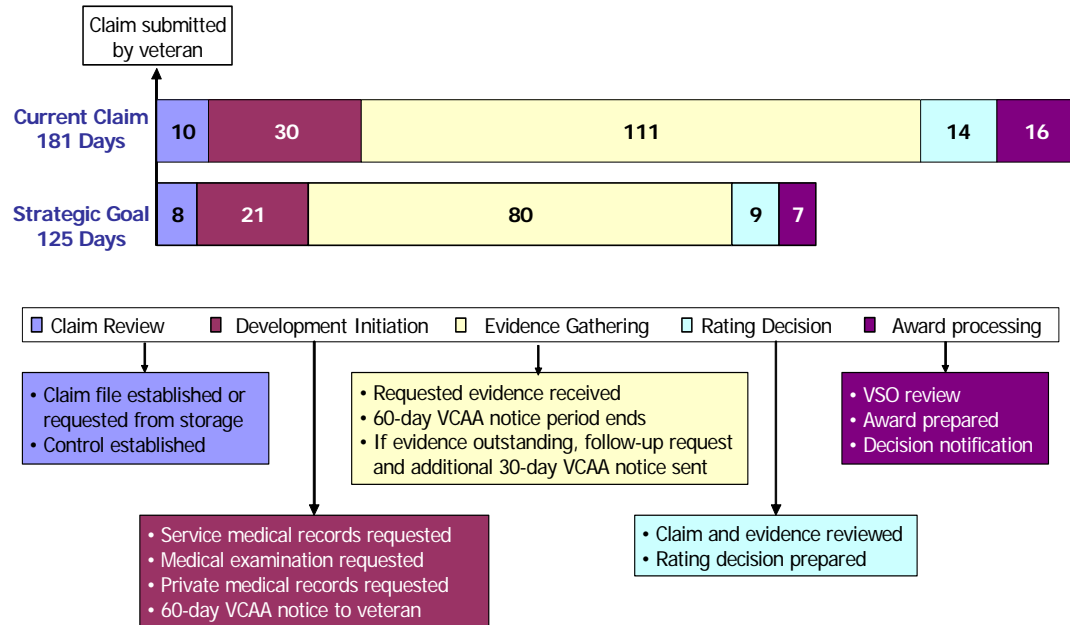 Claim submitted
by veteran
Current Claim
181 Days
10 30 111 14 16
Strategic Goal
125 Days
8 21 80 9 7
Claim Review Development Initiation Evidence Gathering Rating Decision Award processing
• Claim file established or
requested from storage
• Control established
• Requested evidence received
• 60-day VCAA notice period ends
• If evidence outstanding, follow-up request
and additional 30-day VCAA notice sent
• VSO review
• Award prepared
• Decision notification
• Service medical records requested
• Medical examination requested
• Private medical records requested
• 60-day VCAA notice to veteran
• Claim and evidence reviewed
• Rating decision prepared